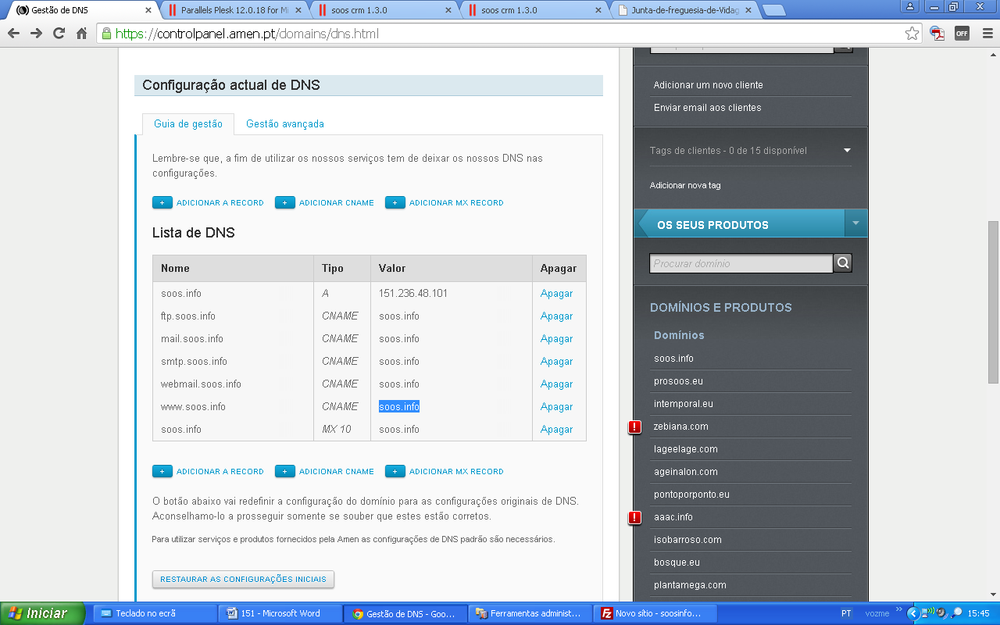 Gestão de DNS
Parallels Plesk 12.0.18 for Mi
soos crm 1.3.0
soos crm 1.3.0
Junta-de-freguesia-de-Vidag
https://controlpanel.amen.pt/domains/dns.html
OFF
Configuração actual de DNS
Guia de gestão
Gestão avançada
Lembre-se que, a fim de utilizar os nossos serviços tem de deixar os nossos DNS nas
configurações.
+ ADICIONAR A RECORD + ADICIONAR CNAME + ADICIONAR MX RECORD
Lista de DNS
Nome Tipo Valor Apagar
soos.info A 151.236.48.101 Apagar
ftp.soos.info CNAME soos.info Apagar
mail.soos.info CNAME soos.info Apagar
smtp.soos.info CNAME soos.info Apagar
webmail.soos.info CNAME soos.info Apagar
www.soos.info CNAME soos.info Apagar
soos.info MX 10 soos.info Apagar
+ ADICIONAR A RECORD + ADICIONAR CNAME + ADICIONAR MX RECORD
O botão abaixo vai redefinir a configuração do domínio para as configurações originais de DNS.
Aconselhamo-lo a prosseguir somente se souber que estes estão corretos.
Para utilizar serviços e produtos fornecidos pela Amen as configurações de DNS padrão são necessários.
RESTAURAR AS CONFIGURAÇÕES INICIAIS
Adicionar um novo cliente
Enviar email aos clientes
Tags de clientes - 0 de 15 disponível
Adicionar nova tag
OS SEUS PRODUTOS
Procurar domínio
DOMÍNIOS E PRODUTOS
Domínios
soos.info
prosoos.eu
intemporal.eu
! zebiana.com
lageelage.com
ageinalon.com
pontoporponto.eu
! aaac.info
isobarroso.com
bosque.eu
plantamega.com
Iniciar
Teclado no ecrã
151 - Microsoft Word
Gestão de DNS - Goo...
Ferramentas administ...
Novo sítio - soosinfo...
PT
vozme
15:45